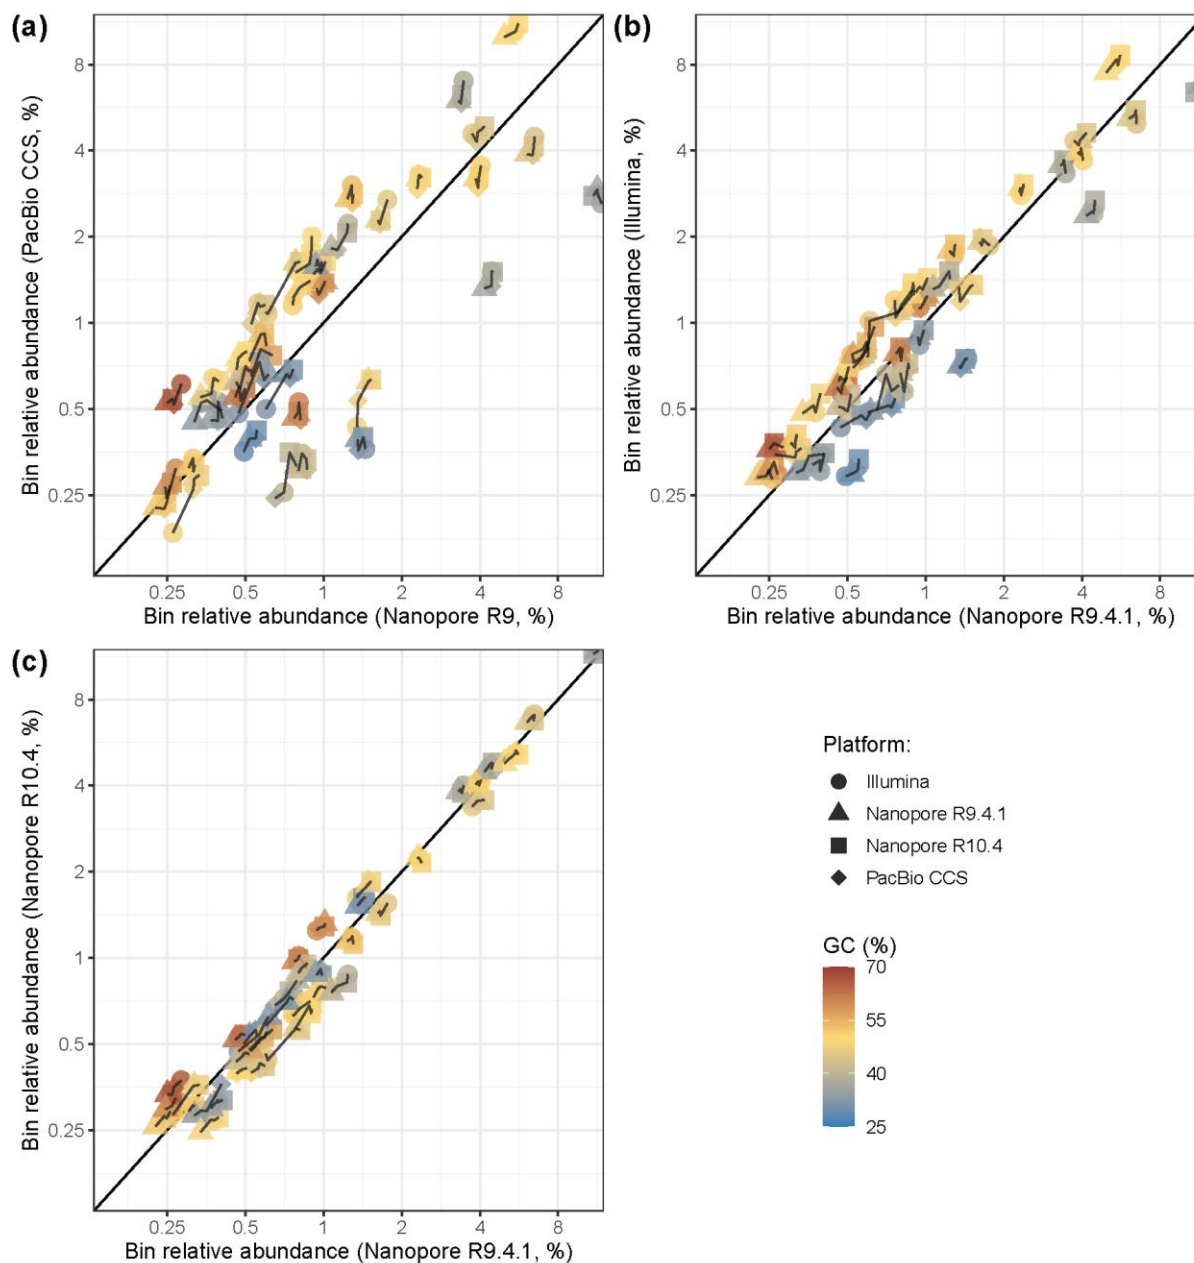 (a)
Bin relative abundance (PacBio CCS, %)
8
4
2
1
0.5
0.25
0.25 0.5 1 2 4 8
Bin relative abundance (Nanopore R9, %)
(b)
Bin relative abundance (Illumina, %)
8
4
2
1
0.5
0.25
0.25 0.5 1 2 4 8
Bin relative abundance (Nanopore R9.4.1, %)
(c)
Bin relative abundance (Nanopore R10.4, %)
8
4
2
1
0.5
0.25
0.25 0.5 1 2 4 8
Bin relative abundance (Nanopore R9.4.1, %)
Platform:
Illumina
Nanopore R9.4.1
Nanopore R10.4
PacBio CCS
GC (%)
70
55
40
25